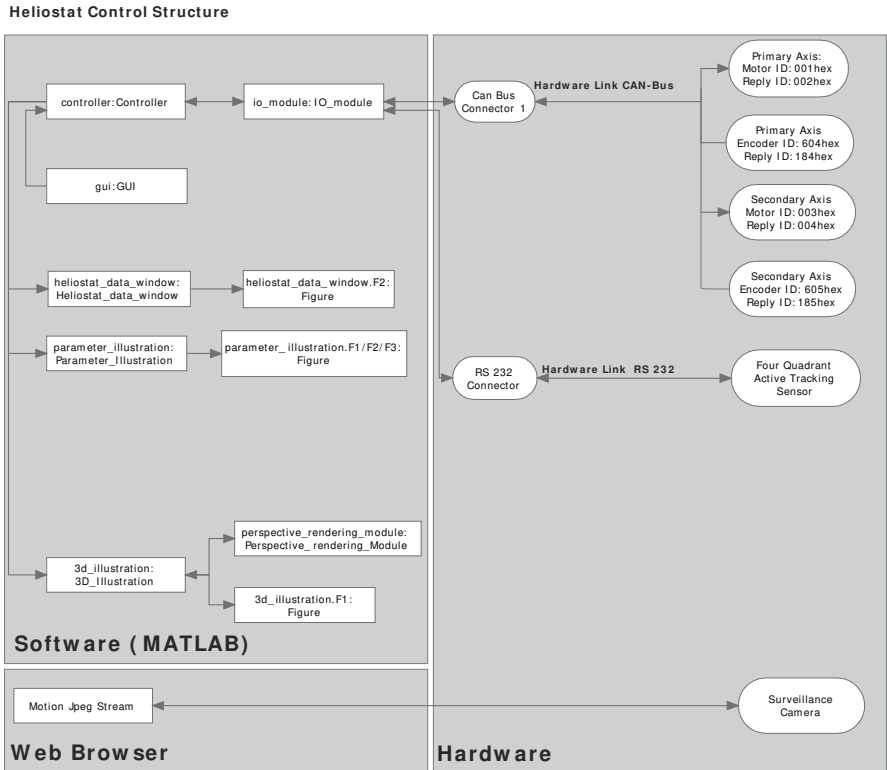 Heliostat Control Structure
controller:Controller
io_module: IO_module
Can Bus
Connector 1
Hardware Link CAN-Bus
Primary Axis:
Motor ID: 001hex
Reply ID: 002hex
Primary Axis
Encoder ID: 604hex
Reply ID: 184hex
gui:GUI
Secondary Axis
Motor ID: 003hex
Reply ID: 004hex
heliostat_data_window:
Heliostat_data_window
heliostat_data_window.F2:
Figure
Secondary Axis
Encoder ID: 605hex
Reply ID: 185hex
parameter_illustration:
Parameter_Illustration
parameter_illustration.F1/F2/F3:
Figure
RS 232
Connector
Hardware Link RS 232
Four Quadrant
Active Tracking
Sensor
perspective_rendering_module:
Perspective_rendering_Module
3d_illustration:
3D_Illustration
3d_illustration.F1:
Figure
Software (MATLAB)
Motion Jpeg Stream
Surveillance
Camera
Web Browser
Hardware